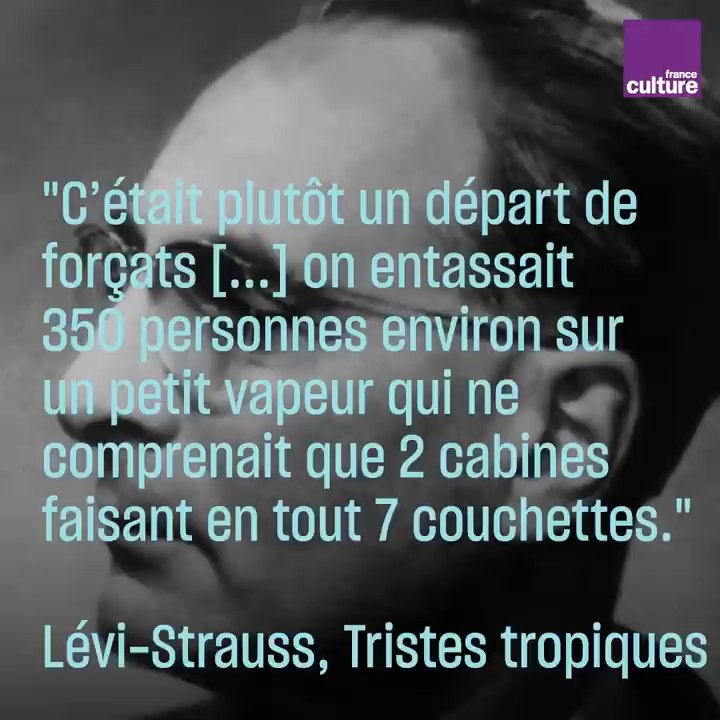 france
culture
"C’était plutôt un départ de
forçats [...] on entassait
350 personnes environ sur
un petit vapeur qui ne
comprenait que 2 cabines
faisant en tout 7 couchettes."
Lévi-Strauss, Tristes tropiques